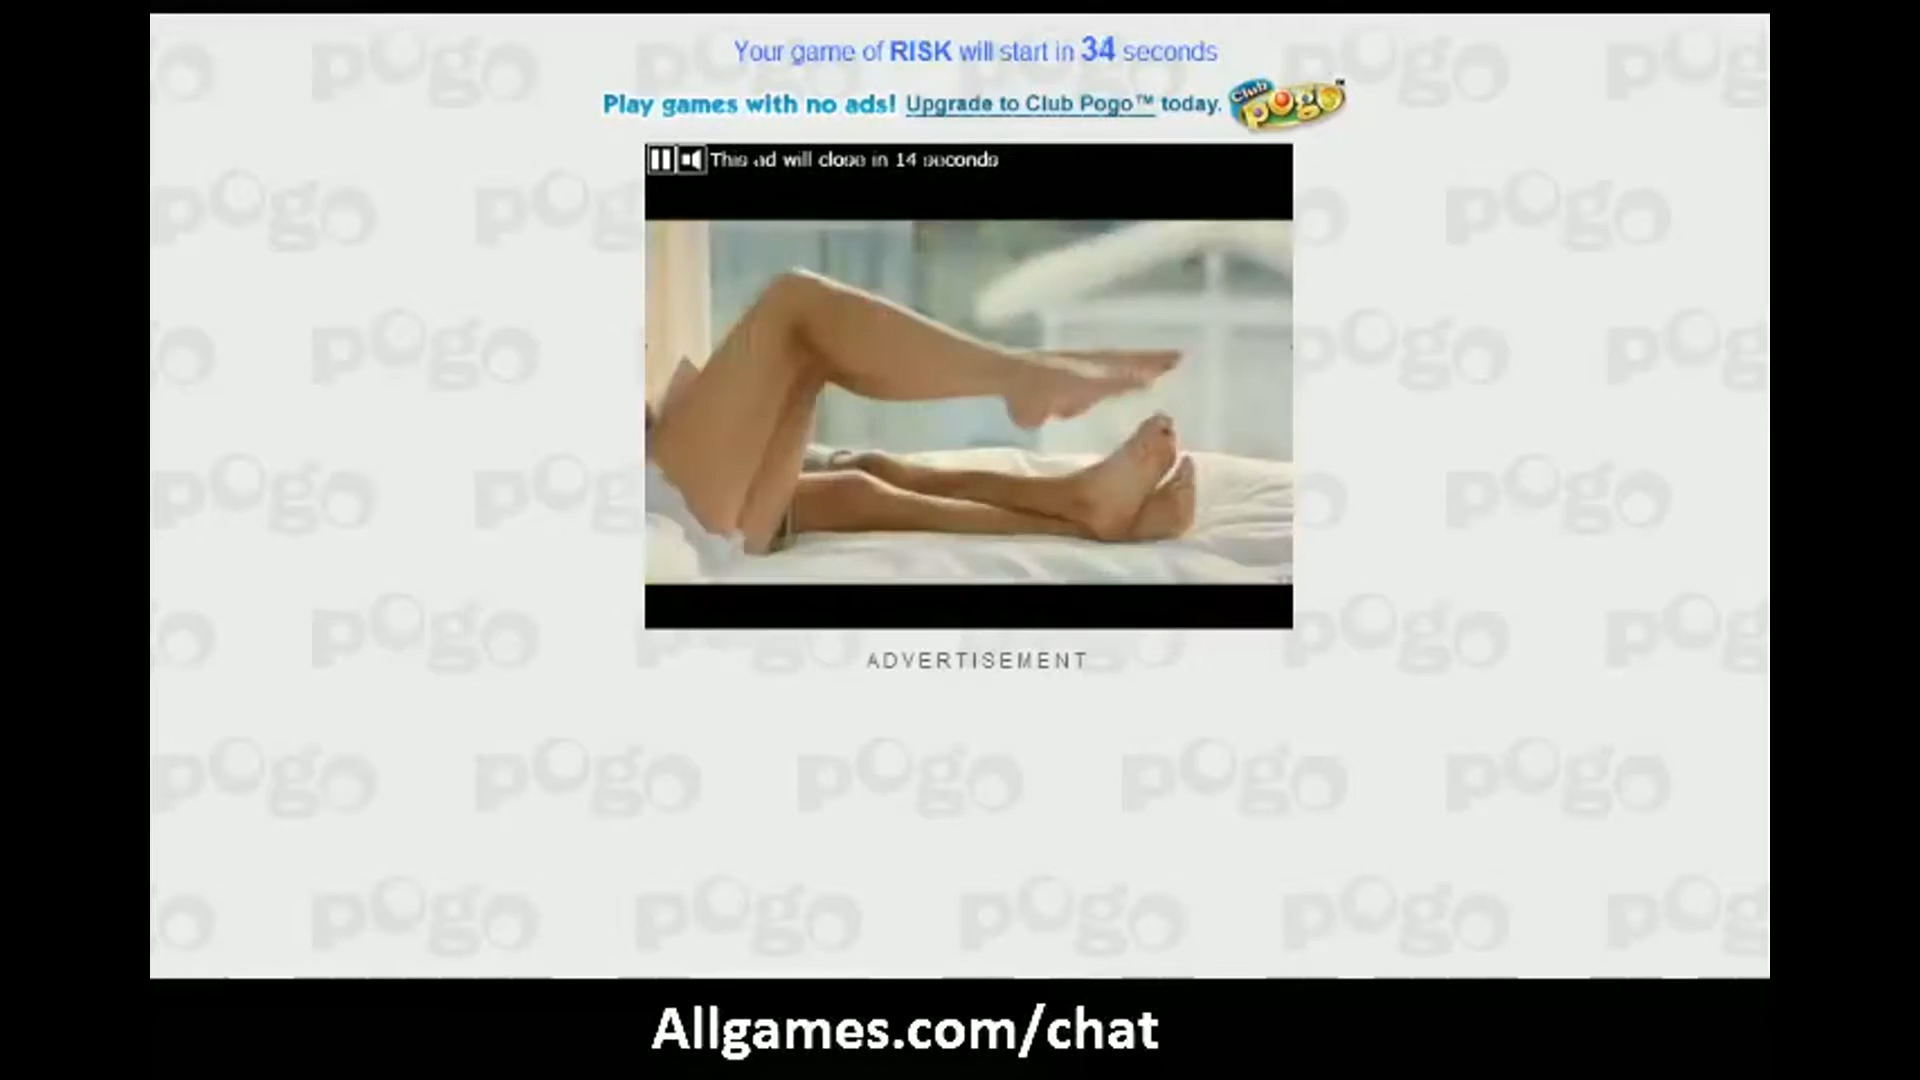 Your game of RISK will start in 34 seconds
Play games with no ads! Upgrade to Club Pogo™ today. Club pogo™
This ad will close in 14 seconds
ADVERTISEMENT
pogo
Allgames.com/chat